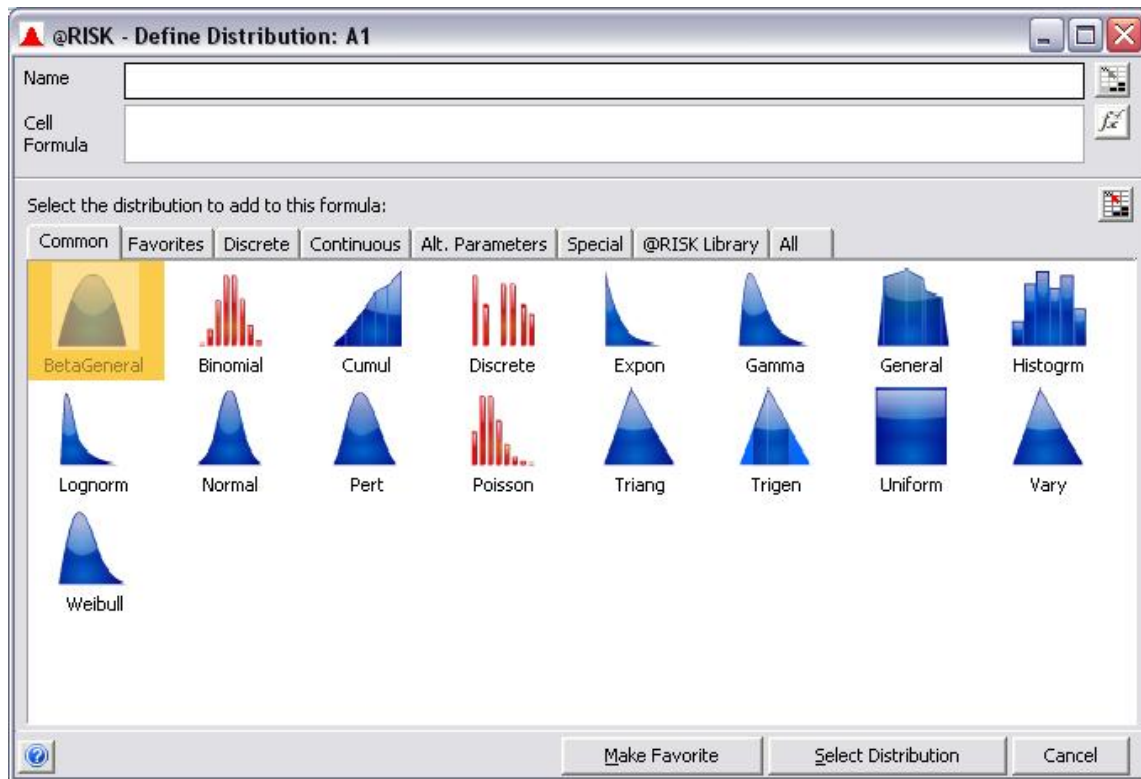 @RISK - Define Distribution: A1
Name
Cell
Formula
Select the distribution to add to this formula:
Common Favorites Discrete Continuous Alt. Parameters Special @RISK Library All
BetaGeneral Binomial Cumul Discrete Expon Gamma General Histogrm
Lognorm Normal Pert Poisson Triang Trigen Uniform Vary
Weibull
Make Favorite Select Distribution Cancel